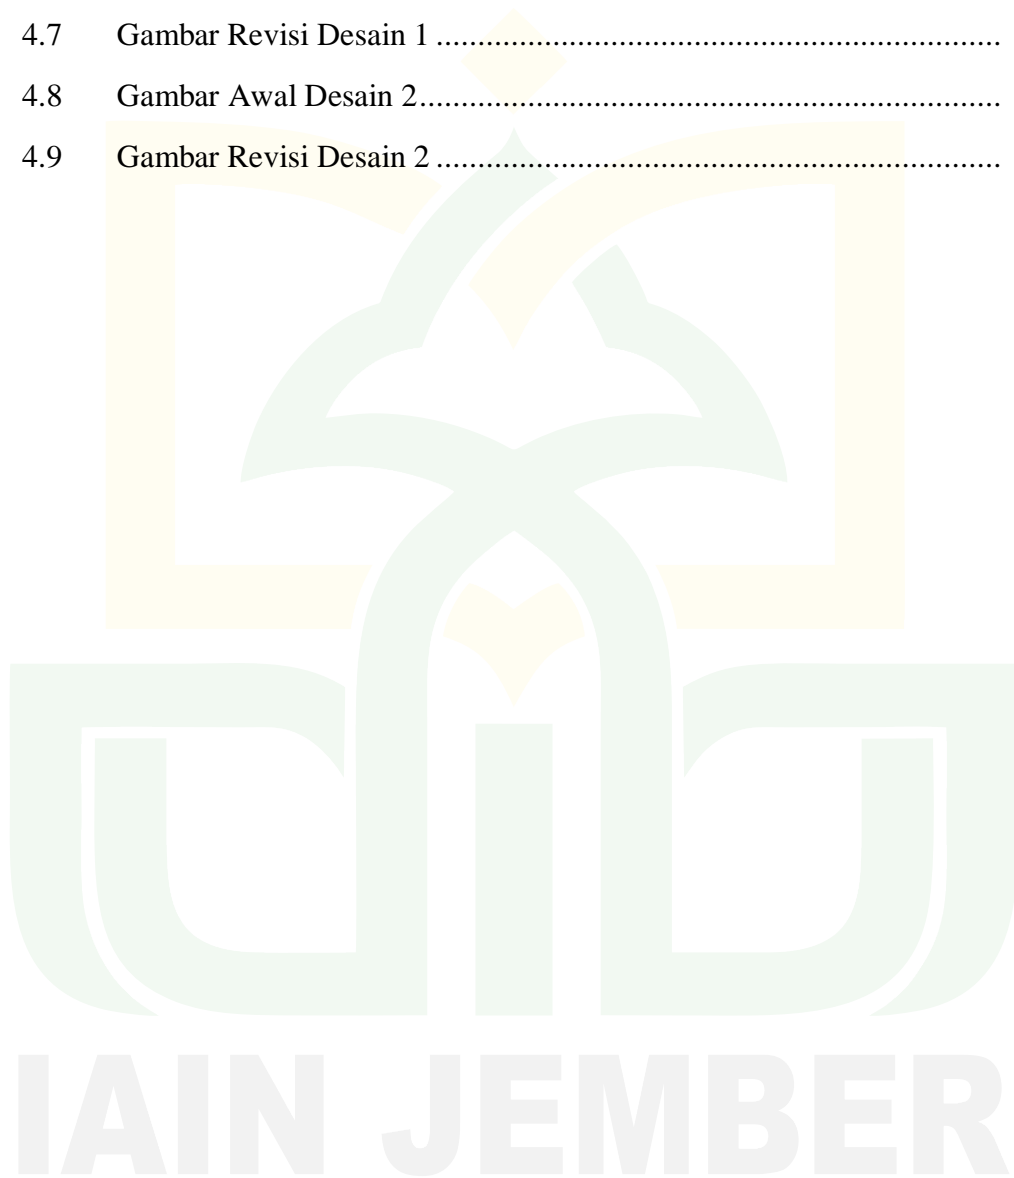 4.7 Gambar Revisi Desain 1 ......................................................................
4.8 Gambar Awal Desain 2........................................................................
4.9 Gambar Revisi Desain 2 ......................................................................
IAIN JEMBER